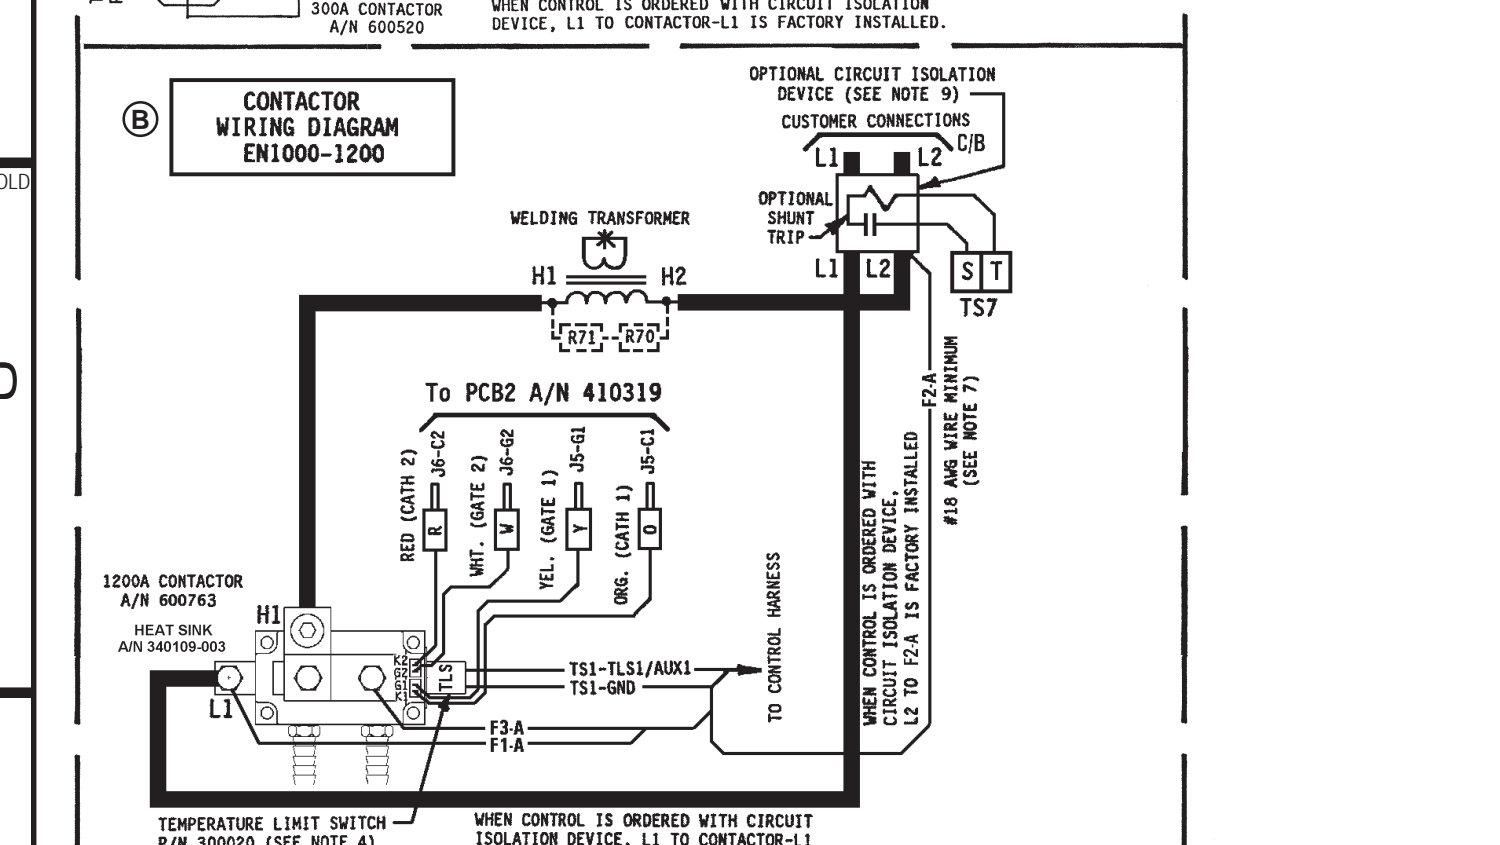 300A CONTACTOR
A/N 600520
WHEN CONTROL IS ORDERED WITH CIRCUIT ISOLATION
DEVICE, L1 TO CONTACTOR-L1 IS FACTORY INSTALLED.
OLD
B
CONTACTOR
WIRING DIAGRAM
EN1000-1200
OPTIONAL CIRCUIT ISOLATION
DEVICE (SEE NOTE 9)
CUSTOMER CONNECTIONS
C/B
L1
L2
OPTIONAL
SHUNT
TRIP
L1
L2
S
T
TS7
WELDING TRANSFORMER
H1
H2
R71
R70
To PCB2 A/N 410319
RED (CATH 2)
J6-C2
WHT. (GATE 2)
J6-G2
YEL. (GATE 1)
J5-G1
ORG. (CATH 1)
J5-C1
R
W
Y
O
F2-A
#18 AWG WIRE MINIMUM
(SEE NOTE 7)
WHEN CONTROL IS ORDERED WITH
CIRCUIT ISOLATION DEVICE,
L2 TO F2-A IS FACTORY INSTALLED
TO CONTROL HARNESS
1200A CONTACTOR
A/N 600763
HEAT SINK
A/N 340109-003
H1
L1
K2
G2
G1
K1
TLS
TS1-TLS1/AUX1
TS1-GND
F3-A
F1-A
TEMPERATURE LIMIT SWITCH
P/N 300020 (SEE NOTE 4)
WHEN CONTROL IS ORDERED WITH CIRCUIT
ISOLATION DEVICE, L1 TO CONTACTOR-L1